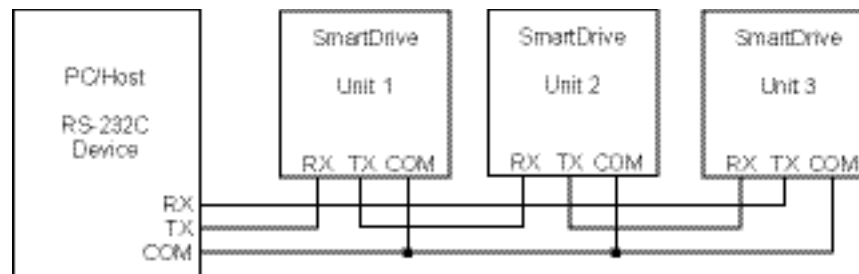 PC/Host
RS-232C
Device
RX
TX
COM
SmartDrive
Unit 1
RX TX COM
SmartDrive
Unit 2
RX TX COM
SmartDrive
Unit 3
RX TX COM